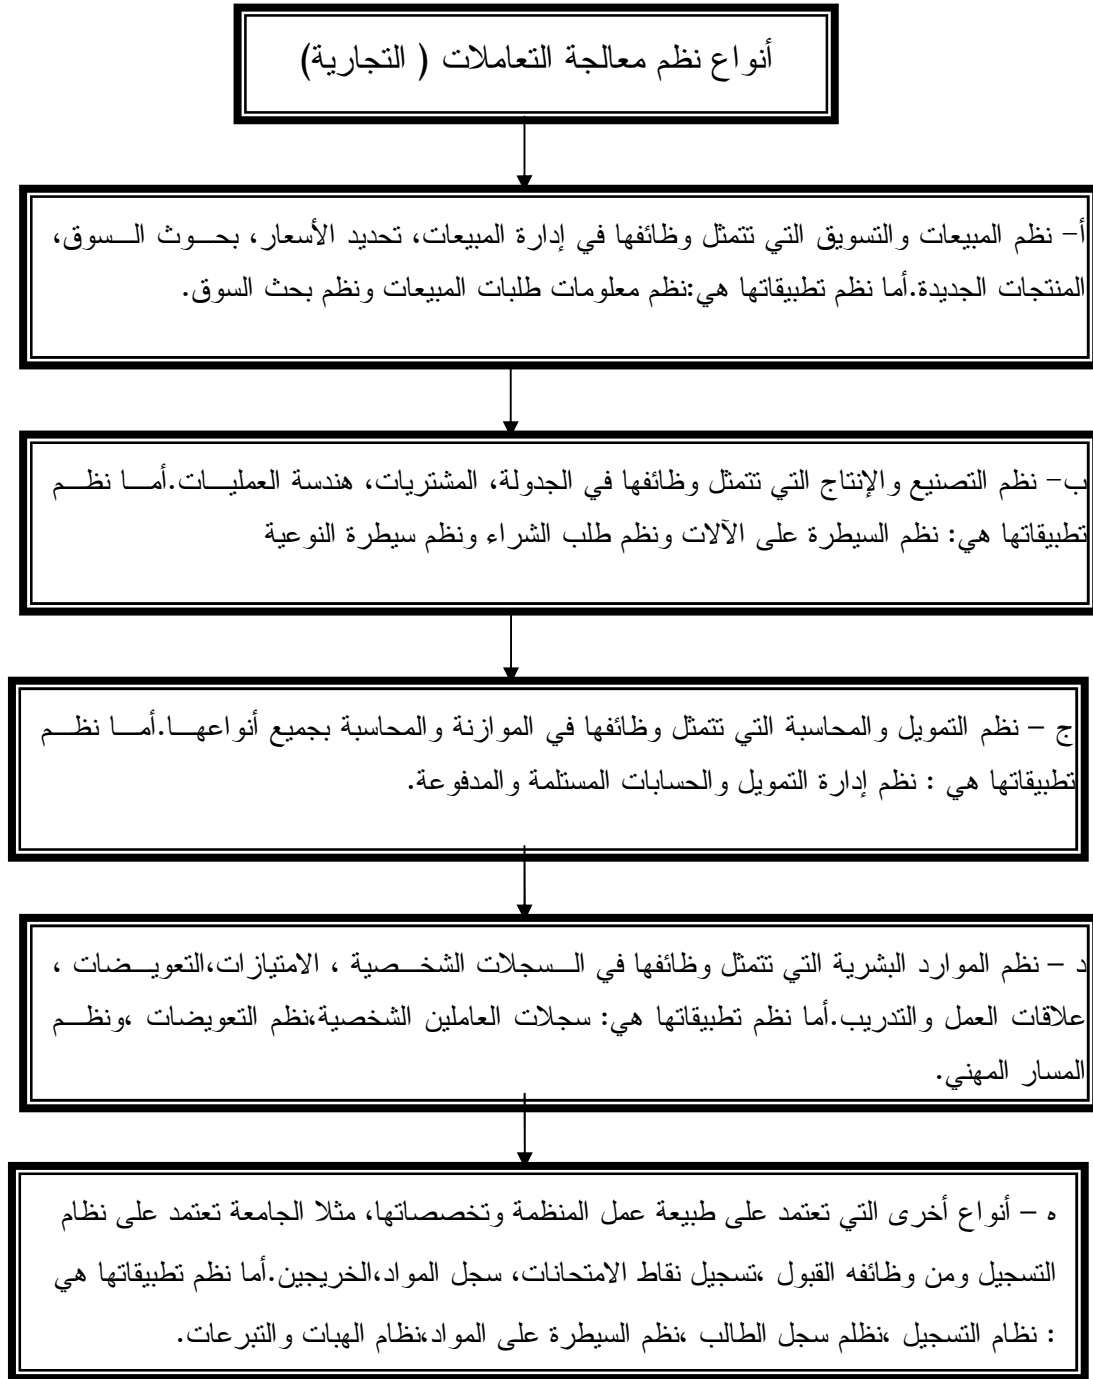 أنواع نظم معالجة التعاملات ( التجارية)
أ– نظم المبيعات والتسويق التي تتمثل وظائفها في إدارة المبيعات، تحديد الأسعار، بحوث السوق،
المنتجات الجديدة.أما نظم تطبيقاتها هي:نظم معلومات طلبات المبيعات ونظم بحث السوق.
ب– نظم التصنيع والإنتاج التي تتمثل وظائفها في الجدولة، المشتريات، هندسة العمليات.أما نظم
تطبيقاتها هي: نظم السيطرة على الآلات ونظم طلب الشراء ونظم سيطرة النوعية
ج – نظم التمويل والمحاسبة التي تتمثل وظائفها في الموازنة والمحاسبة بجميع أنواعها.أما نظم
تطبيقاتها هي : نظم إدارة التمويل والحسابات المستلمة والمدفوعة.
د – نظم الموارد البشرية التي تتمثل وظائفها في السجلات الشخصية ، الامتيازات،التعويضات ،
علاقات العمل والتدريب.أما نظم تطبيقاتها هي: سجلات العاملين الشخصية،نظم التعويضات ،ونظم
المسار المهني.
ه – أنواع أخرى التي تعتمد على طبيعة عمل المنظمة وتخصصاتها، مثلا الجامعة تعتمد على نظام
التسجيل ومن وظائفه القبول ،تسجيل نقاط الامتحانات، سجل المواد،الخريجين.أما نظم تطبيقاتها هي
: نظام التسجيل ،نظلم سجل الطالب ،نظم السيطرة على المواد،نظام الهبات والتبرعات.